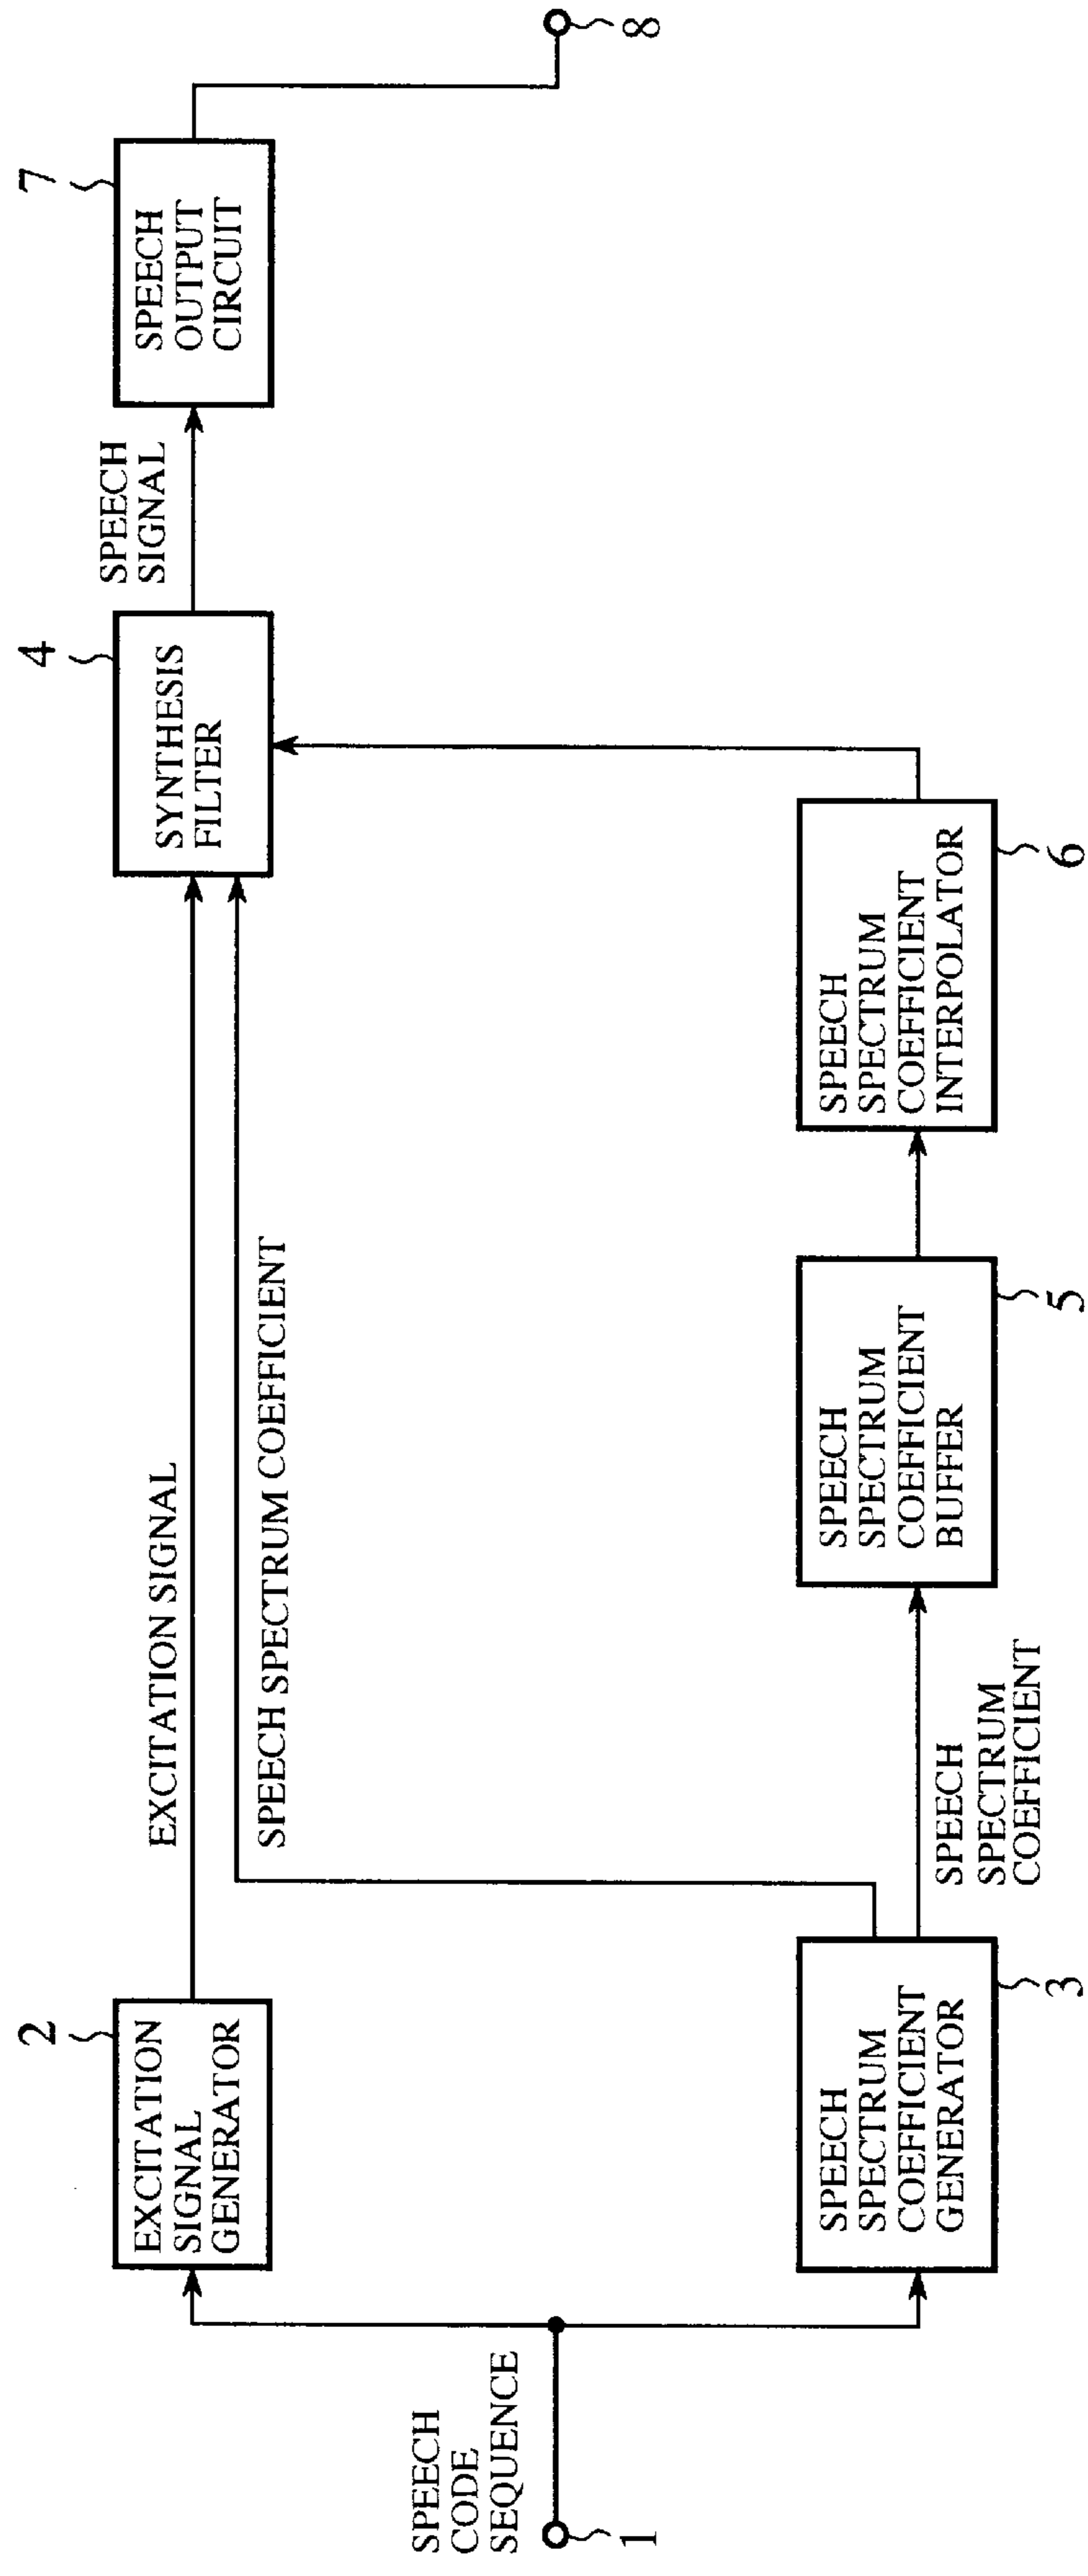 SPEECH
CODE
SEQUENCE
1
2
EXCITATION
SIGNAL
GENERATOR
EXCITATION SIGNAL
SPEECH SPECTRUM COEFFICIENT
3
SPEECH
SPECTRUM
COEFFICIENT
GENERATOR
SPEECH
SPECTRUM
COEFFICIENT
5
SPEECH
SPECTRUM
COEFFICIENT
BUFFER
6
SPEECH
SPECTRUM
COEFFICIENT
INTERPOLATOR
4
SYNTHESIS
FILTER
SPEECH
SIGNAL
7
SPEECH
OUTPUT
CIRCUIT
8